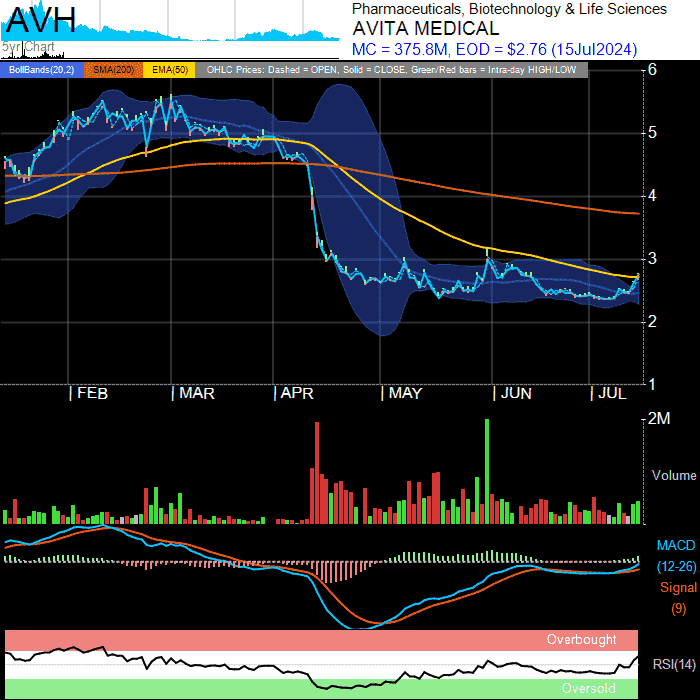 AVH
5yr Chart
Pharmaceuticals, Biotechnology & Life Sciences
AVITA MEDICAL
MC = 375.8M, EOD = $2.76 (15Jul2024)
BollBands(20,2) SMA(200) EMA(50) OHLC Prices: Dashed = OPEN, Solid = CLOSE, Green/Red bars = Intra-day HIGH/LOW
6
5
4
3
2
1
FEB MAR APR MAY JUN JUL
2M
Volume
MACD
(12-26)
Signal
(9)
Overbought
RSI(14)
Oversold